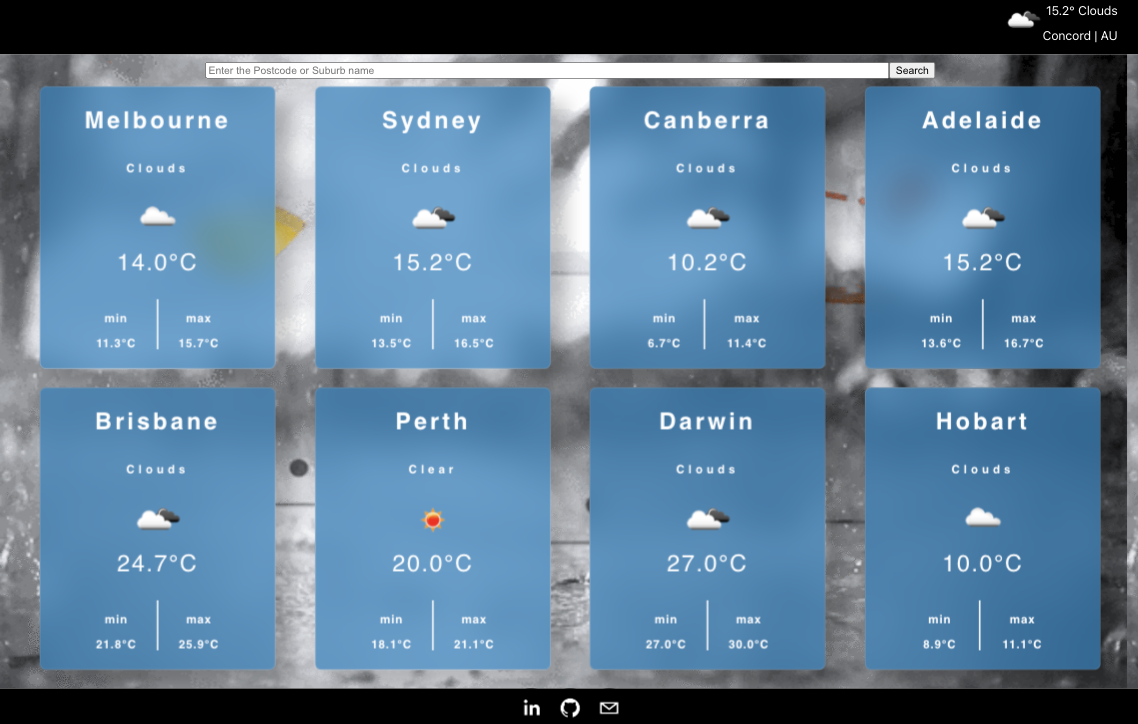 15.2° Clouds
Concord | AU
Enter the Postcode or Suburb name
Search
Melbourne
Clouds
14.0°C
min
max
11.3°C
15.7°C
Sydney
Clouds
15.2°C
min
max
13.5°C
16.5°C
Canberra
Clouds
10.2°C
min
max
6.7°C
11.4°C
Adelaide
Clouds
15.2°C
min
max
13.6°C
16.7°C
Brisbane
Clouds
24.7°C
min
max
21.8°C
25.9°C
Perth
Clear
20.0°C
min
max
18.1°C
21.1°C
Darwin
Clouds
27.0°C
min
max
27.0°C
30.0°C
Hobart
Clouds
10.0°C
min
max
8.9°C
11.1°C
in